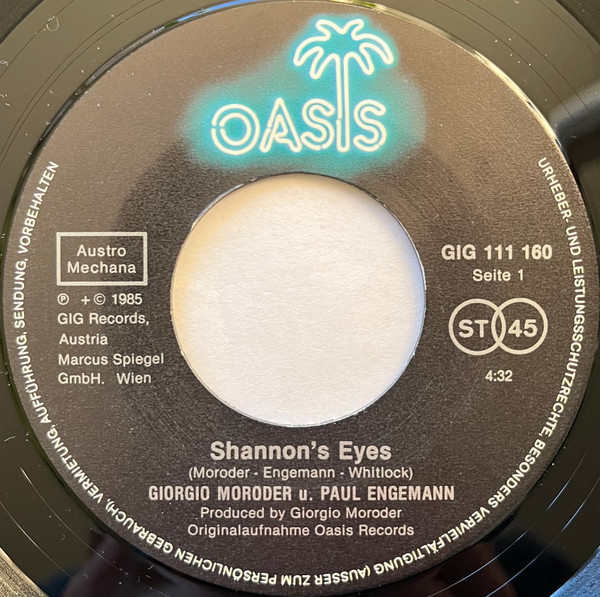 OASIS
Austro
Mechana
℗ + © 1985
GIG Records,
Austria
Marcus Spiegel
GmbH. Wien
GIG 111 160
Seite 1
ST 45
4:32
Shannon's Eyes
(Moroder - Engemann - Whitlock)
GIORGIO MORODER u. PAUL ENGEMANN
Produced by Giorgio Moroder
Originalaufnahme Oasis Records
URHEBER- UND LEISTUNGSSCHUTZRECHTE, BESONDERS VERVIELFÄLTIGUNG (AUSSER ZUM PERSÖNLICHEN GEBRAUCH), VERMIETUNG, AUFFÜHRUNG, SENDUNG, VORBEHALTEN